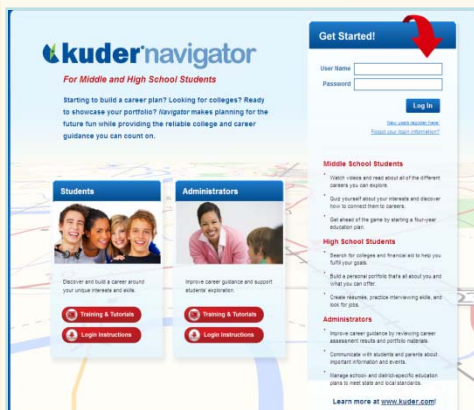 kuder navigator
For Middle and High School Students
Starting to build a career plan? Looking for colleges? Ready
to showcase your portfolio? Navigator makes planning for the
future fun while providing the reliable college and career
guidance you can count on.
Students
Discover and build a career around
your unique interests and skills.
Training & Tutorials
Login Instructions
Administrators
Improve career guidance and support
students' exploration.
Training & Tutorials
Login Instructions
Get Started!
User Name
Password
Log In
New users register here!
Forgot your login information?
Middle School Students
Watch videos and read about all of the different
careers you can explore.
Quiz yourself about your interests and discover
how to connect them to careers.
Get ahead of the game by starting a four-year
education plan.
High School Students
Search for colleges and financial aid to help you
fulfill your goals.
Build a personal portfolio that's all about you and
what you can offer.
Create résumés, practice interviewing skills, and
look for jobs.
Administrators
Improve career guidance by reviewing career
assessment results and portfolio materials.
Communicate with students and parents about
important information and events.
Manage school- and district-specific education
plans to meet state and local standards.
Learn more at www.kuder.com!